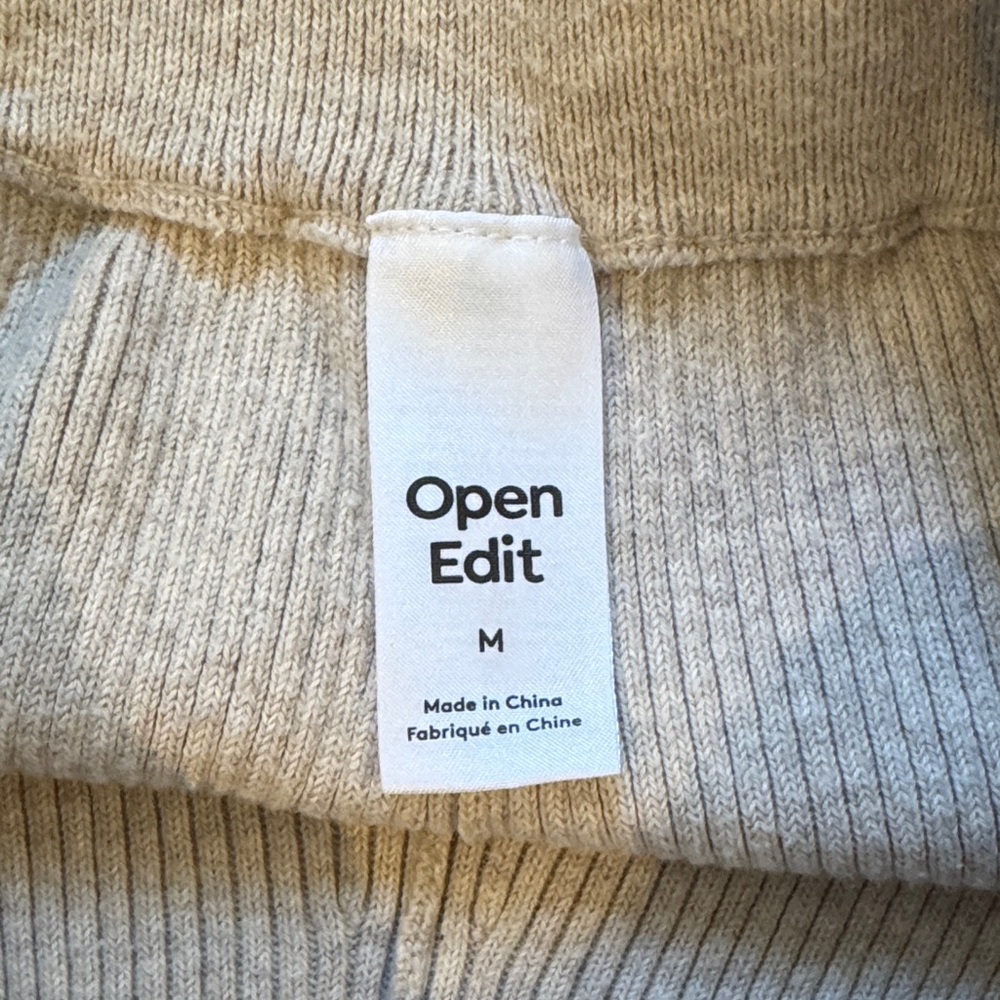 Open
Edit
M
Made in China
Fabriqué en Chine